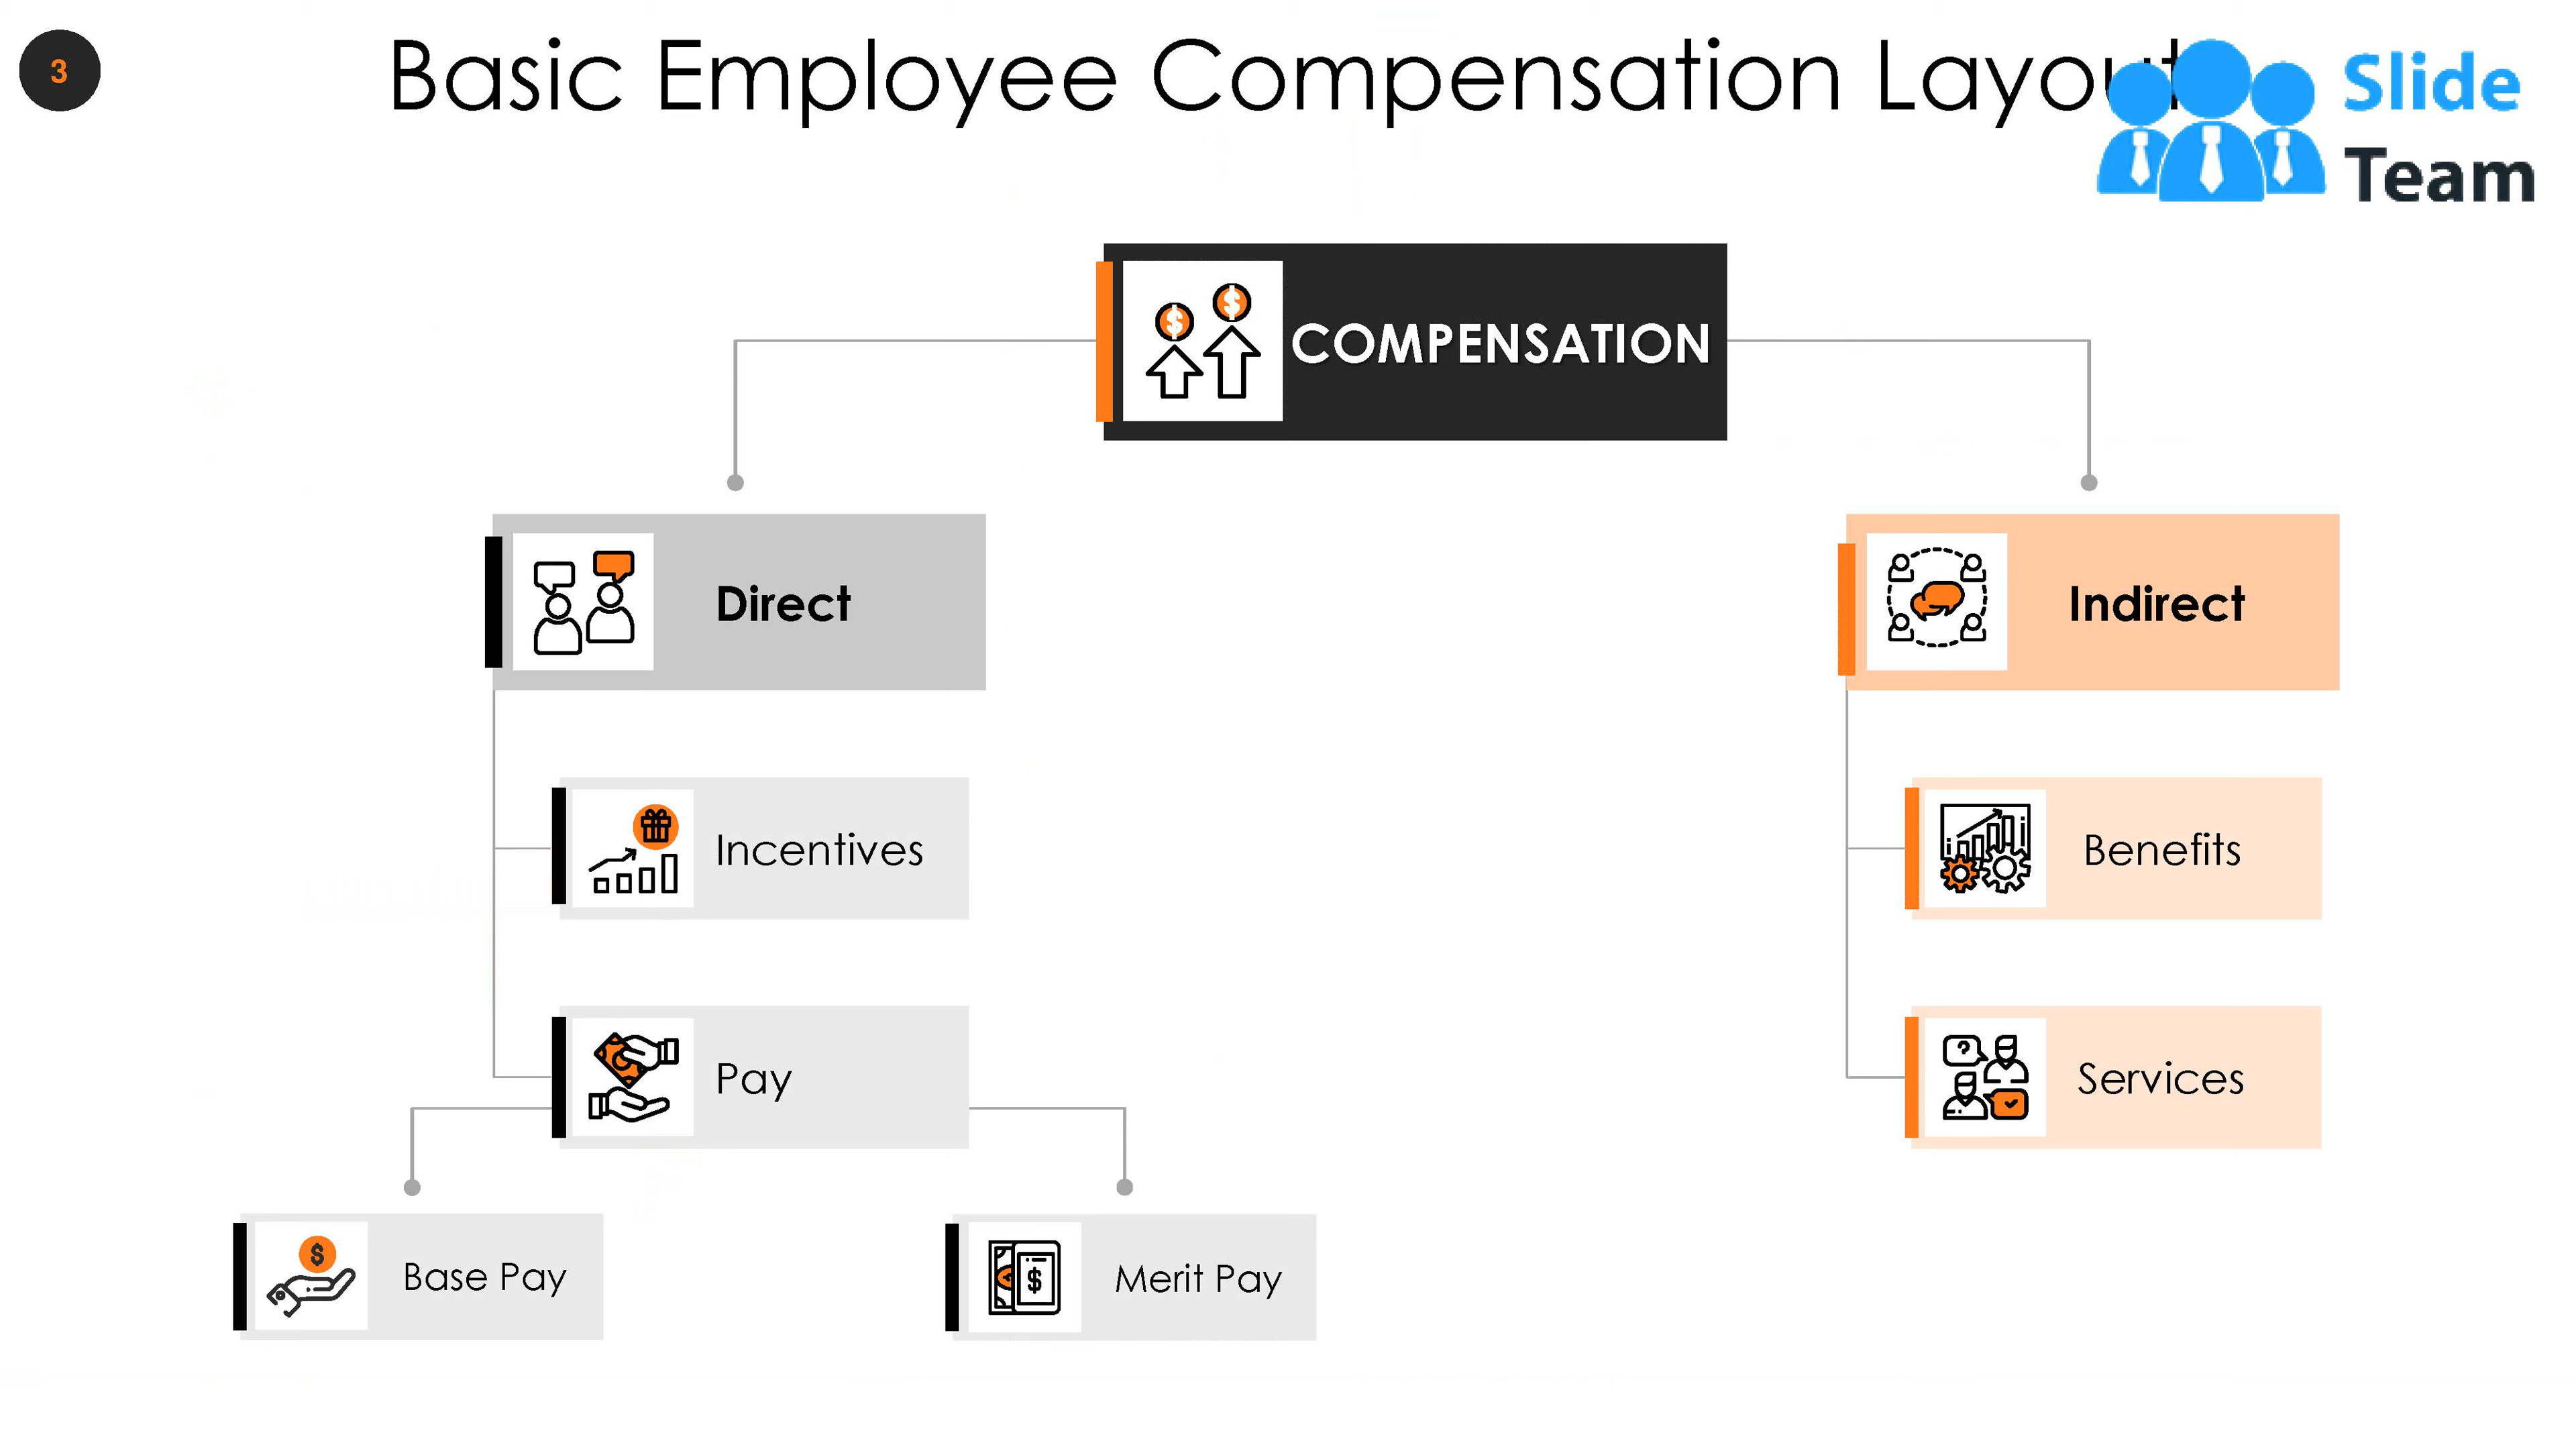 3
Basic Employee Compensation Layout
Slide
Team
COMPENSATION
Direct
Indirect
Incentives
Benefits
Pay
Services
Base Pay
Merit Pay